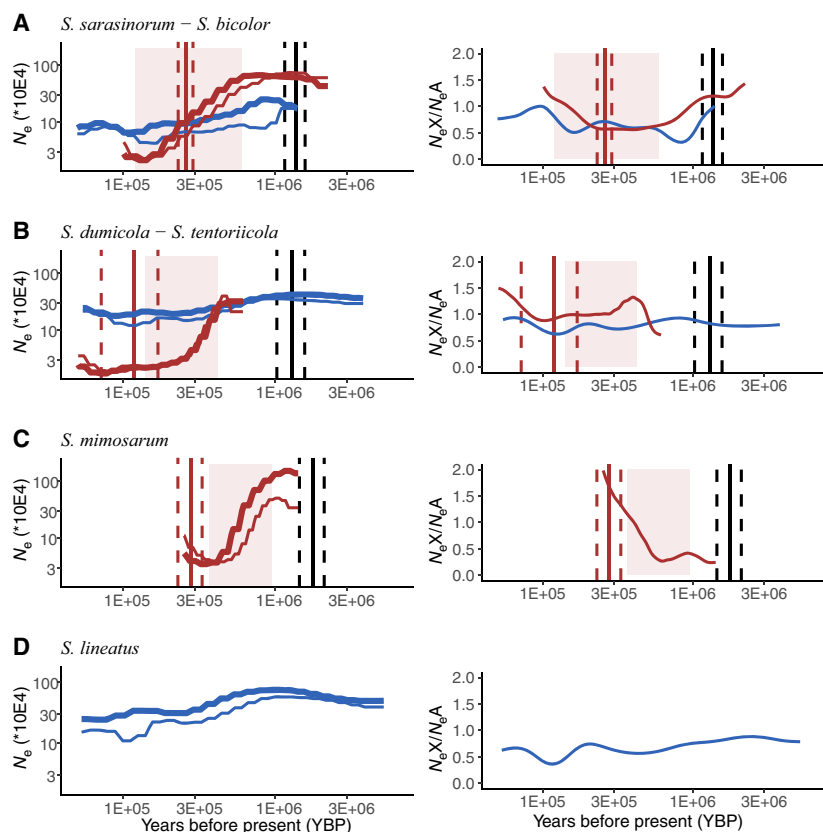 A S. sarasinorum – S. bicolor
Nₑ (*10E4)
100
30
10
3
1E+05 3E+05 1E+06 3E+06
NₑX/NₑA
2.0
1.5
1.0
0.5
0.0
1E+05 3E+05 1E+06 3E+06
B S. dumicola – S. tentoriicola
Nₑ (*10E4)
100
30
10
3
1E+05 3E+05 1E+06 3E+06
NₑX/NₑA
2.0
1.5
1.0
0.5
0.0
1E+05 3E+05 1E+06 3E+06
C S. mimosarum
Nₑ (*10E4)
100
30
10
3
1E+05 3E+05 1E+06 3E+06
NₑX/NₑA
2.0
1.5
1.0
0.5
0.0
1E+05 3E+05 1E+06 3E+06
D S. lineatus
Nₑ (*10E4)
100
30
10
3
1E+05 3E+05 1E+06 3E+06
Years before present (YBP)
NₑX/NₑA
2.0
1.5
1.0
0.5
0.0
1E+05 3E+05 1E+06 3E+06
Years before present (YBP)